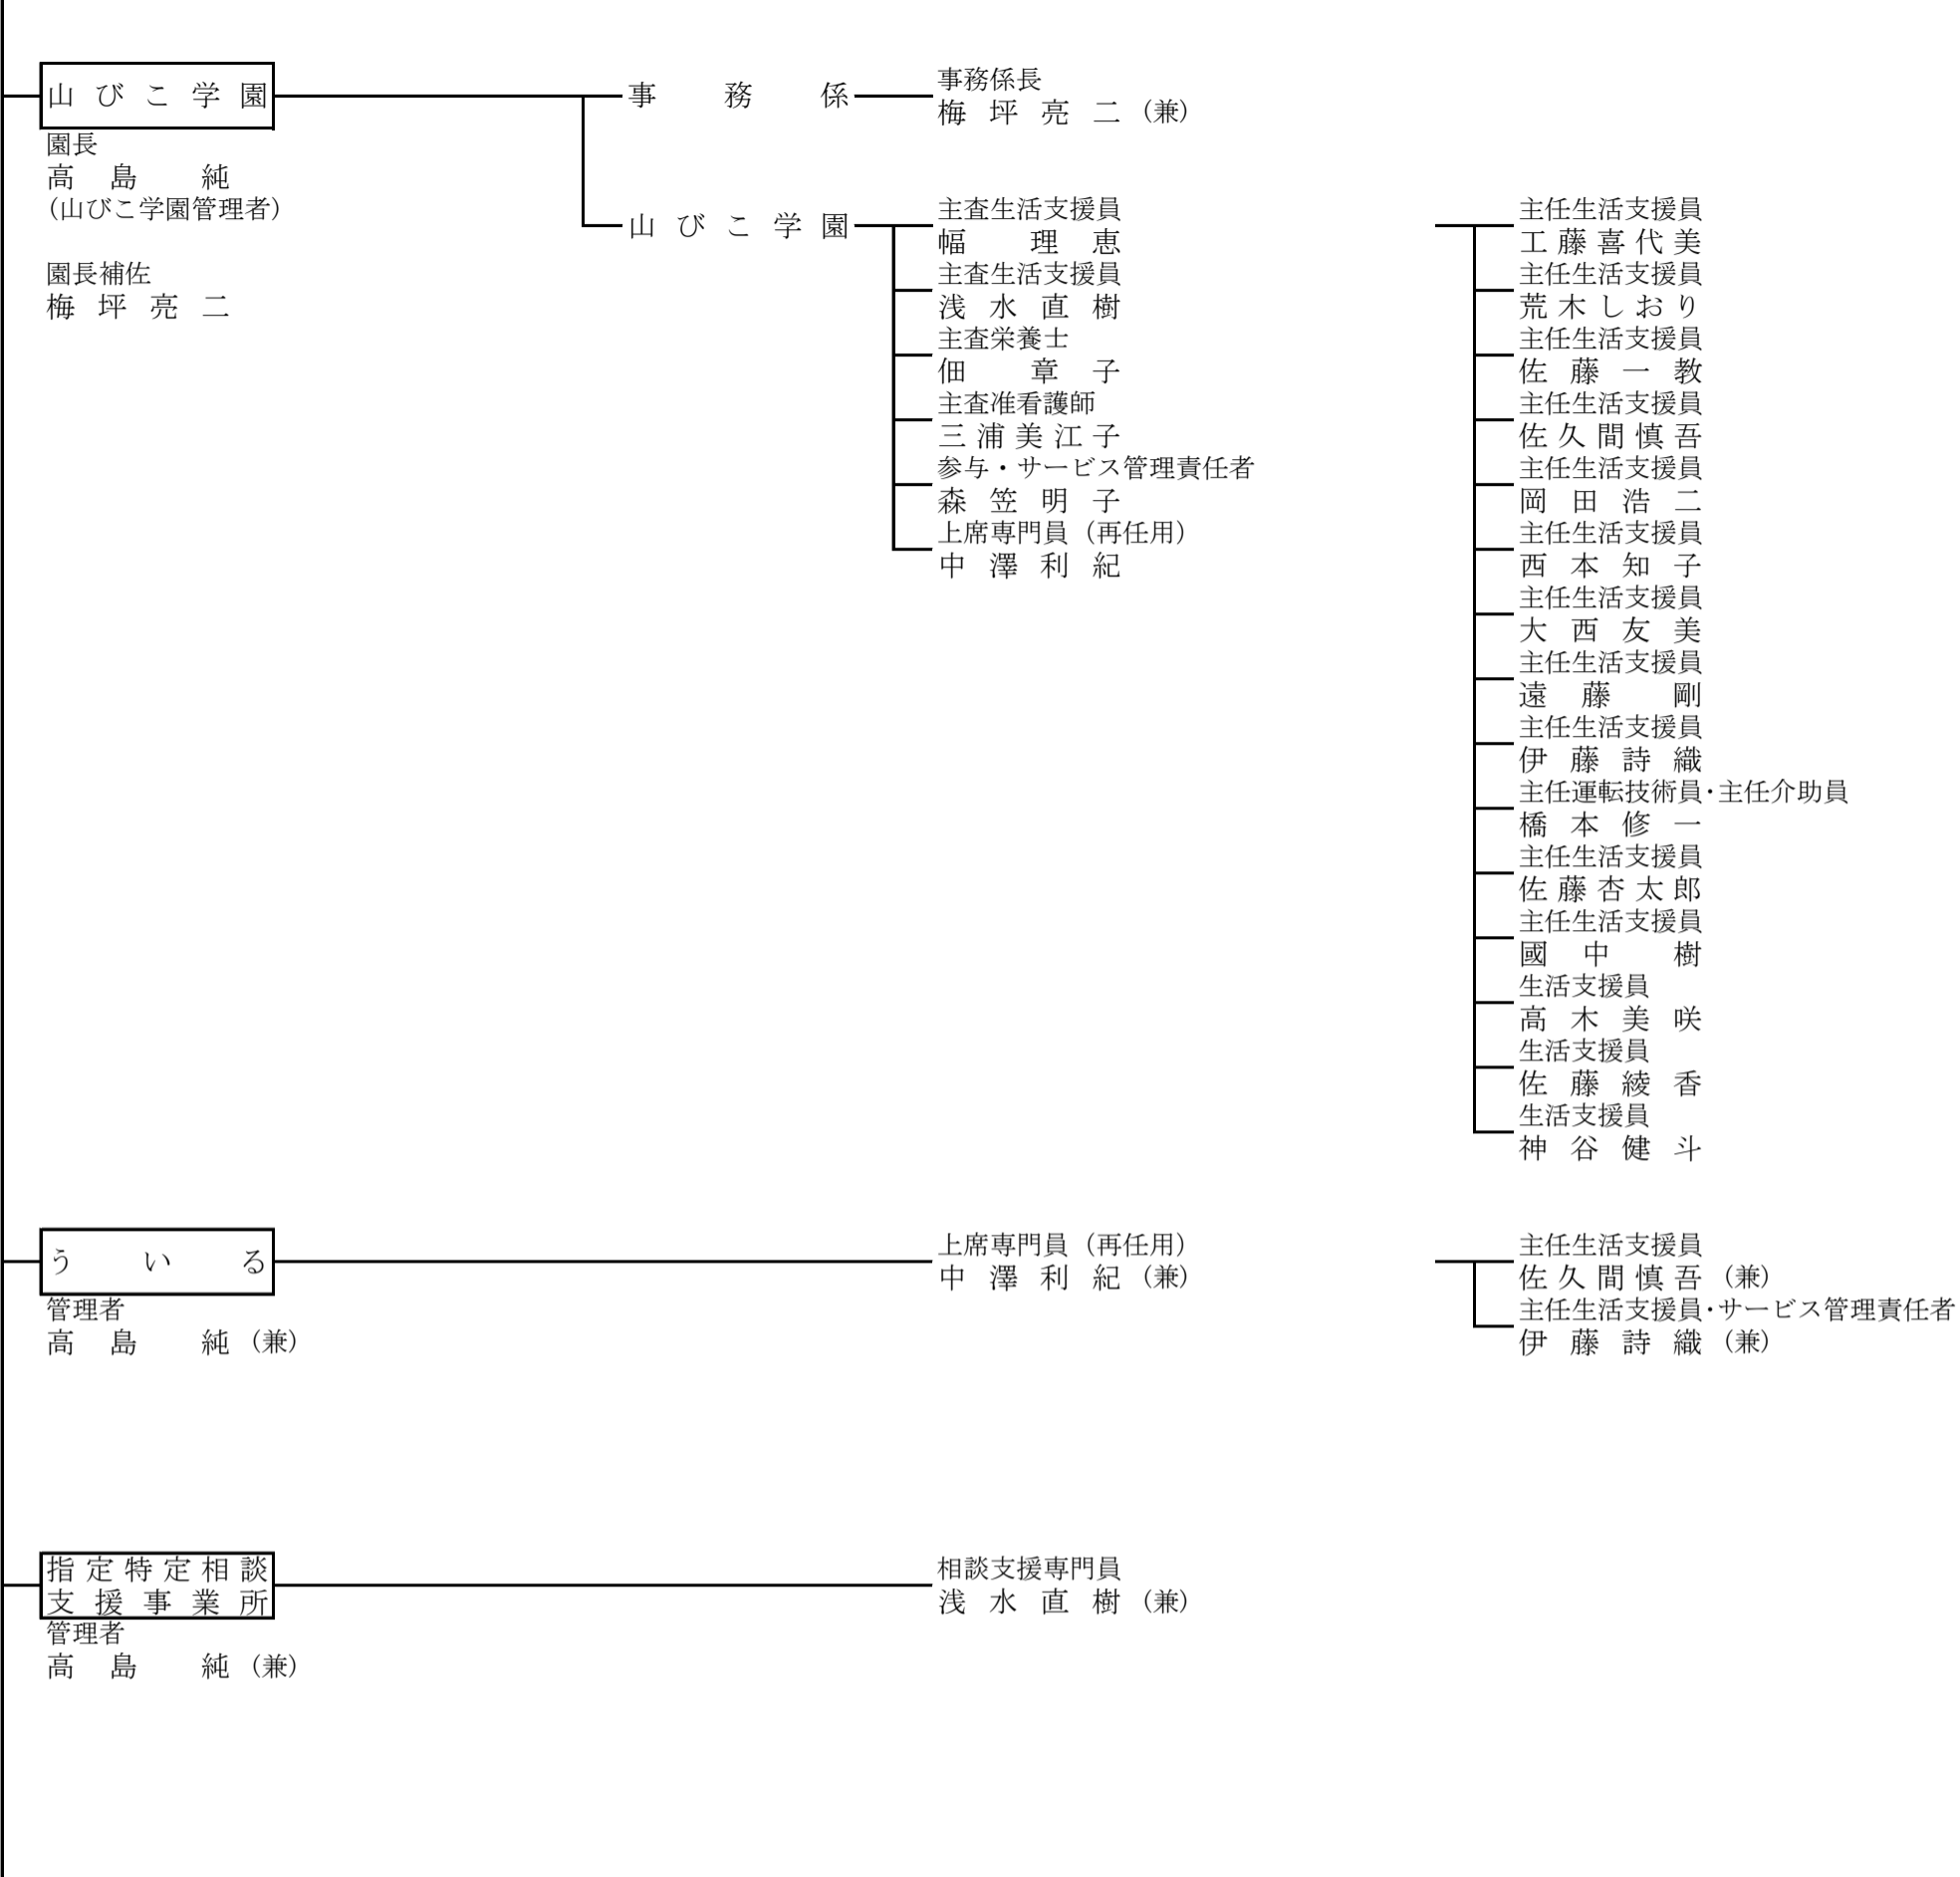 山びこ学園
園長
高島純
（山びこ学園管理者）
園長補佐
梅坪亮二
事務係
事務係長
梅坪亮二（兼）
山びこ学園
主査生活支援員
幅理恵
主査生活支援員
浅水直樹
主査栄養士
佃章子
主査准看護師
三浦美江子
参与・サービス管理責任者
森笠明子
上席専門員（再任用）
中澤利紀
主任生活支援員
工藤喜代美
主任生活支援員
荒木しおり
主任生活支援員
佐藤一教
主任生活支援員
佐久間慎吾
主任生活支援員
岡田浩二
主任生活支援員
西本知子
主任生活支援員
大西友美
主任生活支援員
遠藤剛
主任生活支援員
伊藤詩織
主任運転技術員・主任介助員
橋本修一
主任生活支援員
佐藤杏太郎
主任生活支援員
國中樹
生活支援員
高木美咲
生活支援員
佐藤綾香
生活支援員
神谷健斗
ういる
管理者
高島純（兼）
上席専門員（再任用）
中澤利紀（兼）
主任生活支援員
佐久間慎吾（兼）
主任生活支援員・サービス管理責任者
伊藤詩織（兼）
指定特定相談
支援事業所
管理者
高島純（兼）
相談支援専門員
浅水直樹（兼）